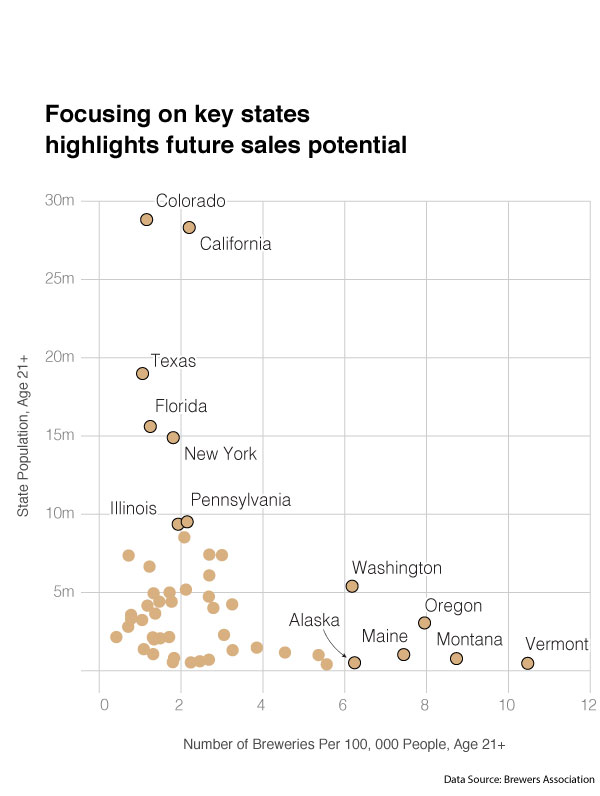 Focusing on key states
highlights future sales potential
30m
Colorado
California
25m
20m
Texas
Florida
15m
New York
10m
Illinois
Pennsylvania
Washington
5m
Oregon
Alaska
Maine
Montana
Vermont
State Population, Age 21+
0 2 4 6 8 10 12
Number of Breweries Per 100, 000 People, Age 21+
Data Source: Brewers Association